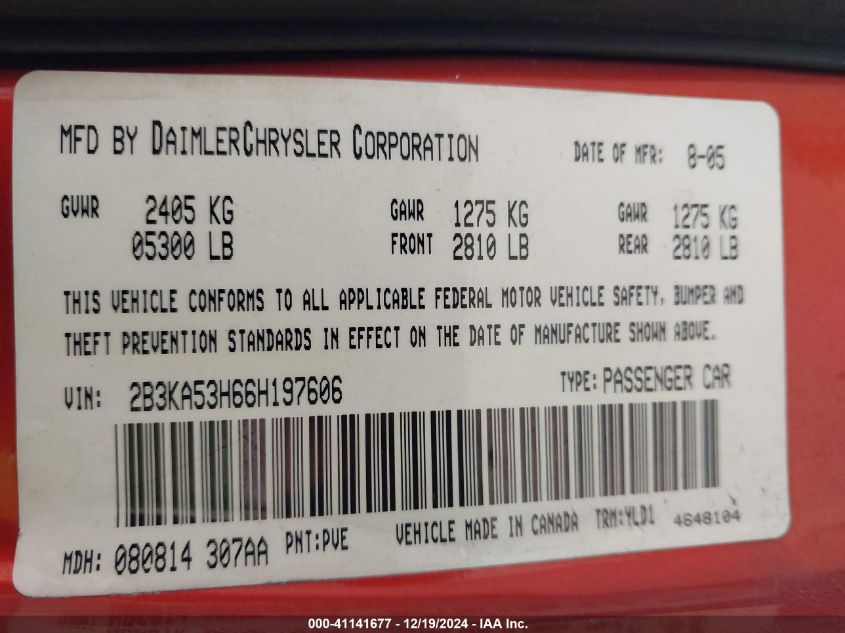 MFD BY DAIMLERCHRYSLER CORPORATION DATE OF MFR: 8-05
GVWR 2405 KG GAWR 1275 KG GAWR 1275 KG
05300 LB FRONT 2810 LB REAR 2810 LB
THIS VEHICLE CONFORMS TO ALL APPLICABLE FEDERAL MOTOR VEHICLE SAFETY, BUMPER AND
THEFT PREVENTION STANDARDS IN EFFECT ON THE DATE OF MANUFACTURE SHOWN ABOVE.
VIN: 2B3KA53H66H197606 TYPE: PASSENGER CAR
MDH: 080814 307AA PNT:PVE VEHICLE MADE IN CANADA TRM:YLD1 4648104
000-41141677 - 12/19/2024 - IAA Inc.